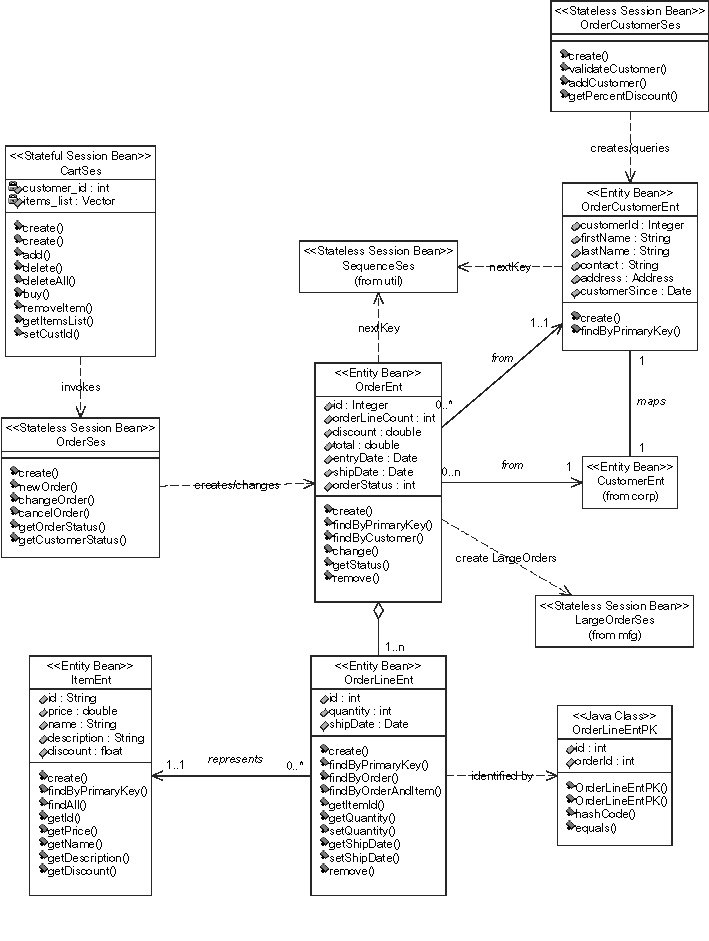 <<Stateless Session Bean>>
OrderCustomerSes
create()
validateCustomer()
addCustomer()
getPercentDiscount()
creates/queries
<<Stateful Session Bean>>
CartSes
customer_id : int
items_list : Vector
create()
create()
add()
delete()
deleteAll()
buy()
removeItem()
getItemsList()
setCustId()
invokes
<<Entity Bean>>
OrderCustomerEnt
customerId : Integer
firstName : String
lastName : String
contact : String
address : Address
customerSince : Date
create()
findByPrimaryKey()
<<Stateless Session Bean>>
SequenceSes
(from util)
nextKey
nextKey
1..1
from
0..*
1
maps
1
<<Entity Bean>>
OrderEnt
id : Integer
orderLineCount : int
discount : double
total : double
entryDate : Date
shipDate : Date
orderStatus : int
create()
findByPrimaryKey()
findByCustomer()
change()
getStatus()
remove()
<<Stateless Session Bean>>
OrderSes
create()
newOrder()
changeOrder()
cancelOrder()
getOrderStatus()
getCustomerStatus()
creates/changes
0..n
from
1
<<Entity Bean>>
CustomerEnt
(from corp)
create LargeOrders
<<Stateless Session Bean>>
LargeOrderSes
(from mfg)
1..n
<<Entity Bean>>
ItemEnt
id : String
price : double
name : String
description : String
discount : float
create()
findByPrimaryKey()
findAll()
getId()
getPrice()
getName()
getDescription()
getDiscount()
1..1
represents
0..*
<<Entity Bean>>
OrderLineEnt
id : int
quantity : int
shipDate : Date
create()
findByPrimaryKey()
findByOrder()
findByOrderAndItem()
getItemId()
getQuantity()
setQuantity()
getShipDate()
setShipDate()
remove()
identified by
<<Java Class>>
OrderLineEntPK
id : int
orderId : int
OrderLineEntPK()
OrderLineEntPK()
hashCode()
equals()